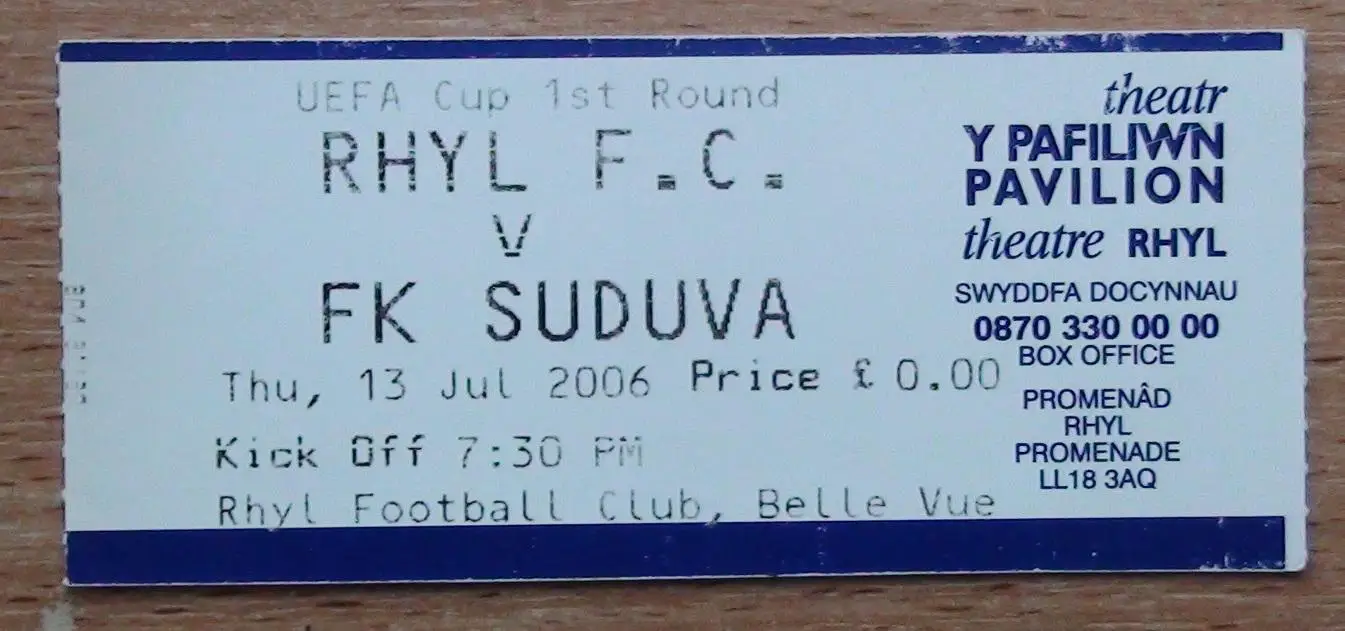 UEFA Cup 1st Round
RHYL F.C.
V
FK SUDUVA
Thu, 13 Jul 2006 Price £ 0.00
Kick Off 7:30 PM
Rhyl Football Club, Belle Vue
theatr
Y PAFILIWN
PAVILION
theatre RHYL
SWYDDFA DOCYNNAU
0870 330 00 00
BOX OFFICE
PROMENÂD
RHYL
PROMENADE
LL18 3AQ